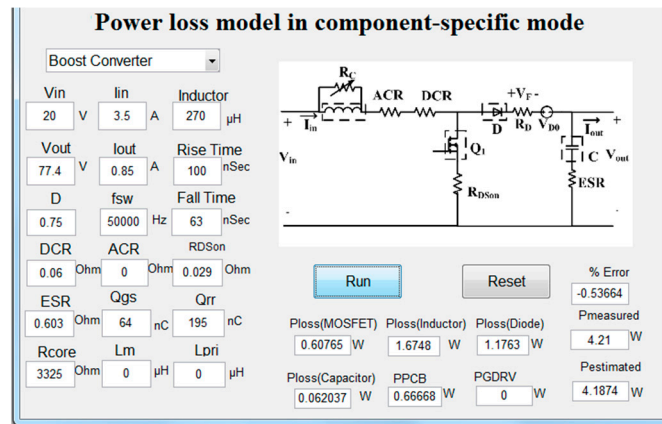 Power loss model in component-specific mode
Boost Converter
Vin Iin Inductor
20 V 3.5 A 270 µH
Vout Iout Rise Time
77.4 V 0.85 A 100 nSec
D fsw Fall Time
0.75 50000 Hz 63 nSec
DCR ACR RDSon
0.06 Ohm 0 Ohm 0.029 Ohm
ESR Qgs Qrr
0.603 Ohm 64 nC 195 nC
Rcore Lm Lpri
3325 Ohm 0 µH 0 µH
RC
ACR DCR +VF-
+ Iin D RD VD0 Iout +
Vin Q1 C Vout
RDSon ESR
- -
Run Reset % Error
-0.53664
Ploss(MOSFET) Ploss(Inductor) Ploss(Diode) Pmeasured
0.60765 W 1.6748 W 1.1763 W 4.21 W
Ploss(Capacitor) PPCB PGDRV Pestimated
0.062037 W 0.66668 W 0 W 4.1874 W